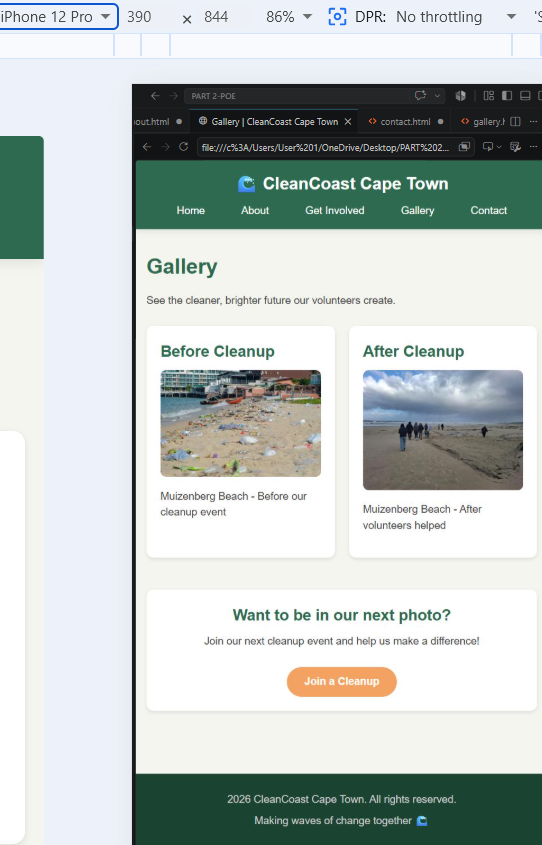 iPhone 12 Pro 390 × 844 86% DPR: No throttling
PART 2-POE
out.html Gallery | CleanCoast Cape Town contact.html gallery.h
file:///c%3A/Users/User%201/OneDrive/Desktop/PART%202...
🌊 CleanCoast Cape Town
Home About Get Involved Gallery Contact
Gallery
See the cleaner, brighter future our volunteers create.
Before Cleanup
Muizenberg Beach - Before our
cleanup event
After Cleanup
Muizenberg Beach - After
volunteers helped
Want to be in our next photo?
Join our next cleanup event and help us make a difference!
Join a Cleanup
2026 CleanCoast Cape Town. All rights reserved.
Making waves of change together 🌊